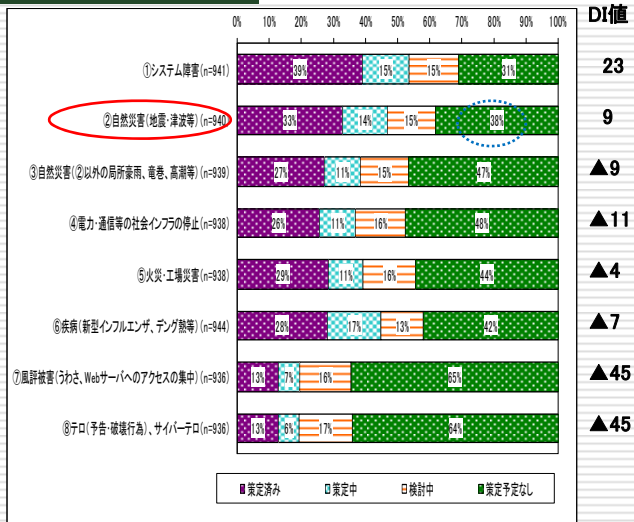 DI値
0% 10% 20% 30% 40% 50% 60% 70% 80% 90% 100%
①システム障害(n=941) 39% 15% 15% 31% 23
②自然災害(地震・津波等)(n=940 33% 14% 15% 38% 9
③自然災害(②以外の局所豪雨、竜巻、高潮等)(n=939) 27% 11% 15% 47% ▲9
④電力・通信等の社会インフラの停止(n=938) 26% 11% 16% 48% ▲11
⑤火災・工場災害(n=938) 29% 11% 16% 44% ▲4
⑥疾病(新型インフルエンザ、デング熱等)(n=944) 28% 17% 13% 42% ▲7
⑦風評被害(うわさ、Webサーバへのアクセスの集中)(n=936) 13% 7% 16% 65% ▲45
⑧テロ(予告・破壊行為)、サイバーテロ(n=936) 13% 6% 17% 64% ▲45
策定済み 策定中 検討中 策定予定なし